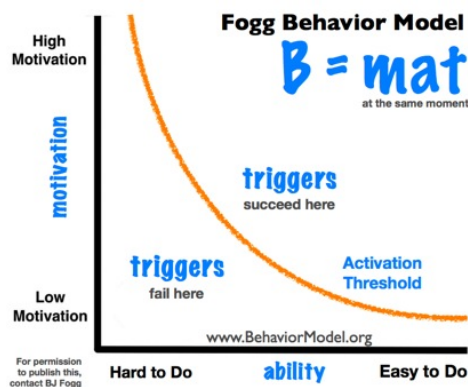 Fogg Behavior Model
B = mat
at the same moment
High
Motivation
motivation
triggers
succeed here
triggers
fail here
Activation
Threshold
Low
Motivation
www.BehaviorModel.org
For permission
to publish this,
contact BJ Fogg
Hard to Do
ability
Easy to Do